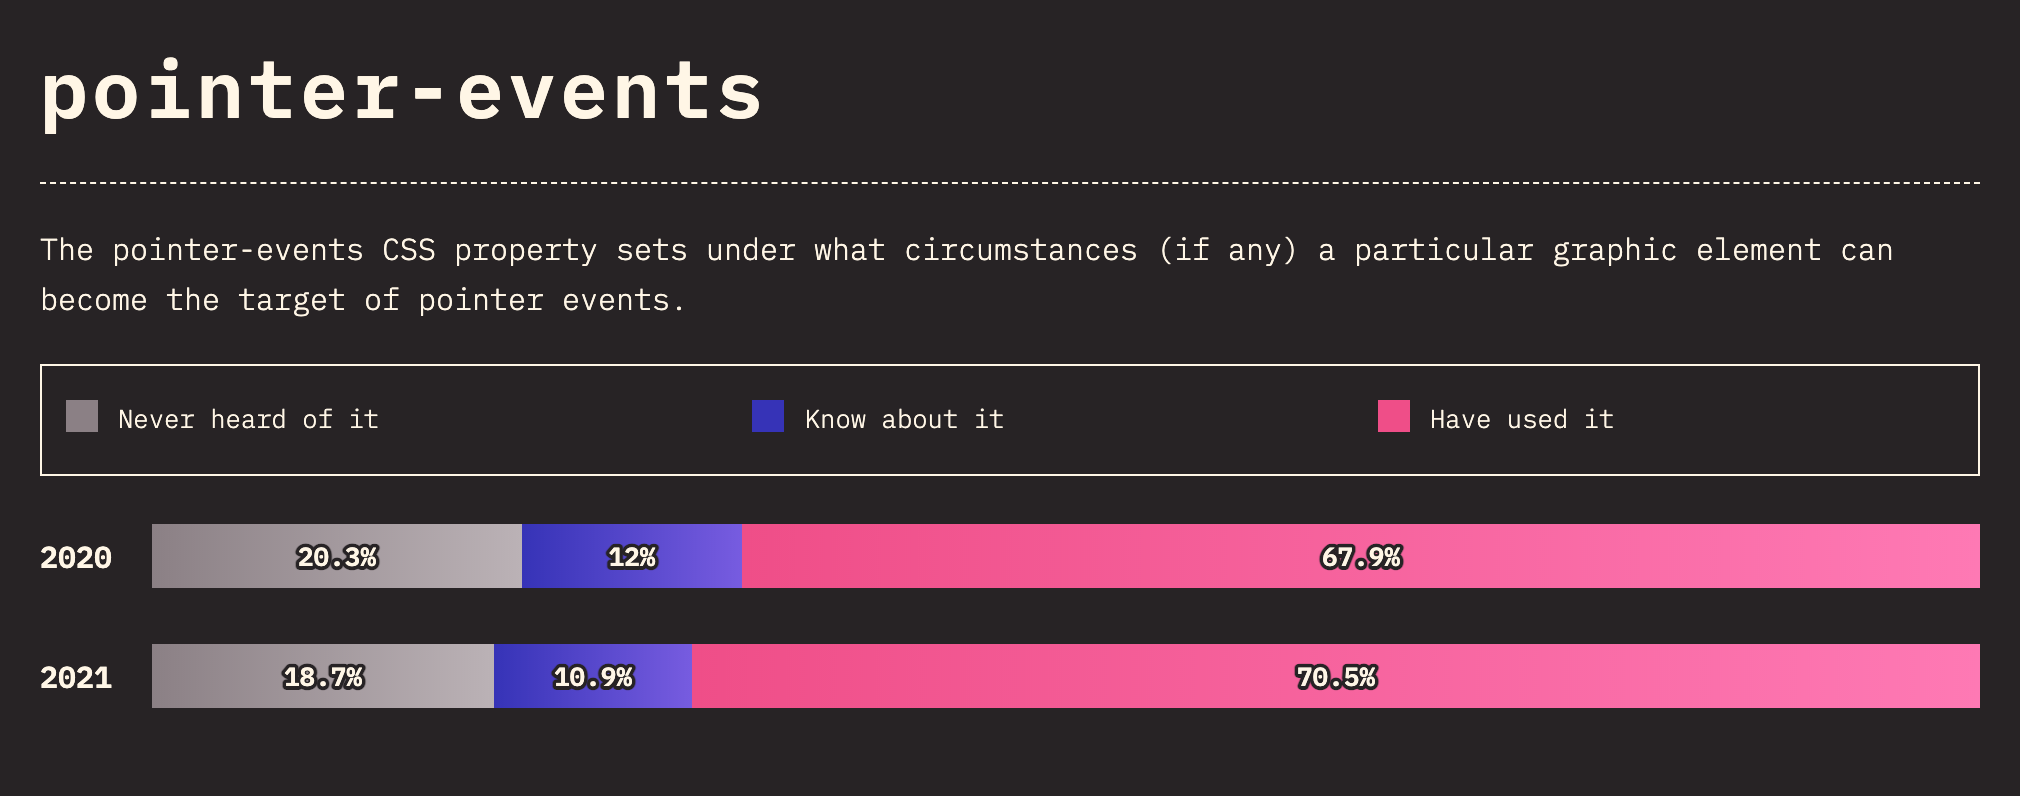 pointer-events
The pointer-events CSS property sets under what circumstances (if any) a particular graphic element can
become the target of pointer events.
Never heard of it Know about it Have used it
2020 20.3% 12% 67.9%
2021 18.7% 10.9% 70.5%